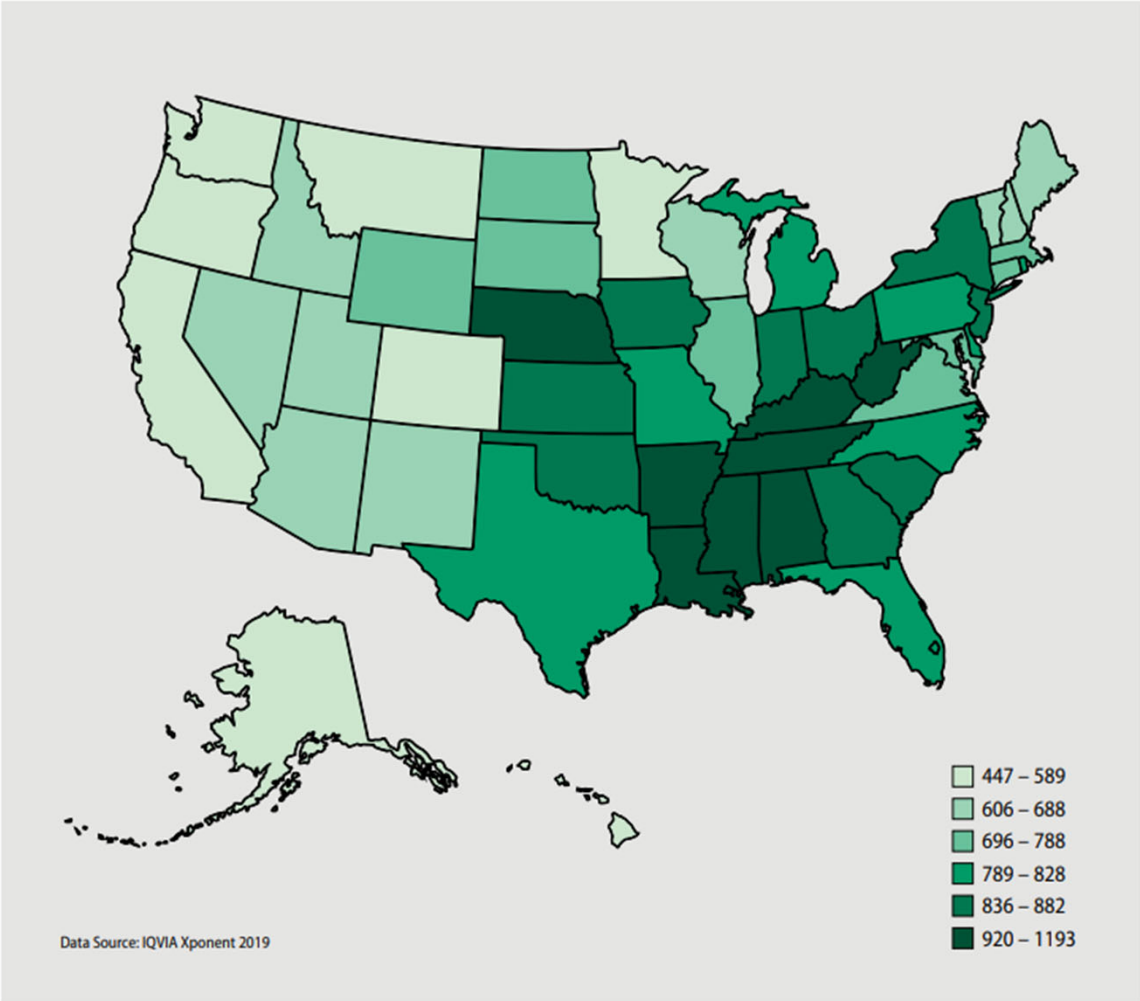 447 – 589
606 – 688
696 – 788
789 – 828
836 – 882
920 – 1193
Data Source: IQVIA Xponent 2019